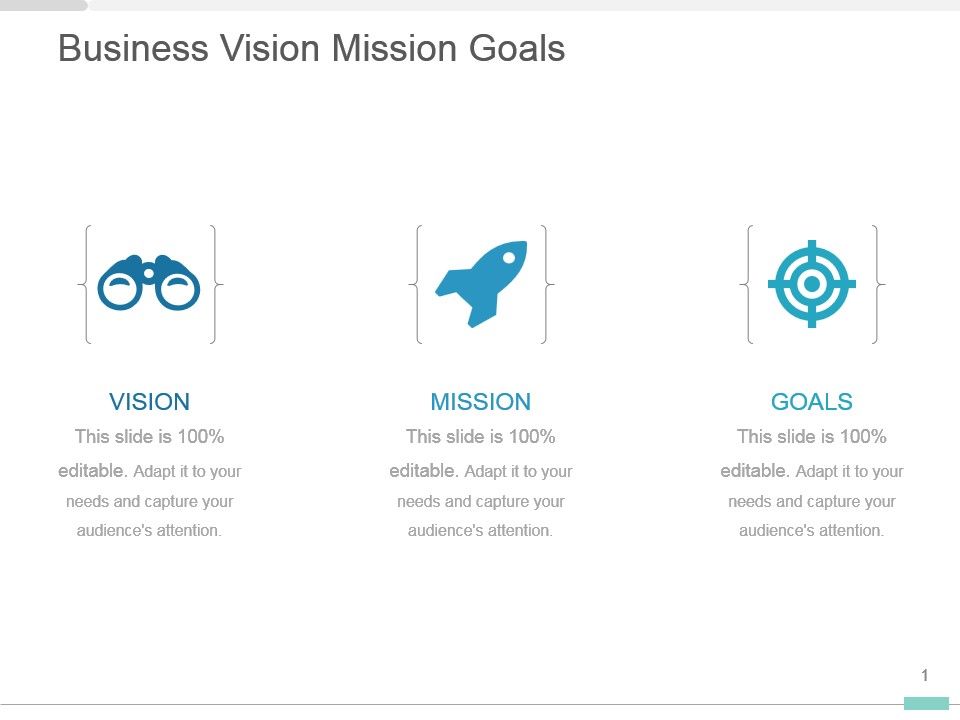 Business Vision Mission Goals
VISION
This slide is 100%
editable. Adapt it to your
needs and capture your
audience's attention.
MISSION
This slide is 100%
editable. Adapt it to your
needs and capture your
audience's attention.
GOALS
This slide is 100%
editable. Adapt it to your
needs and capture your
audience's attention.
1